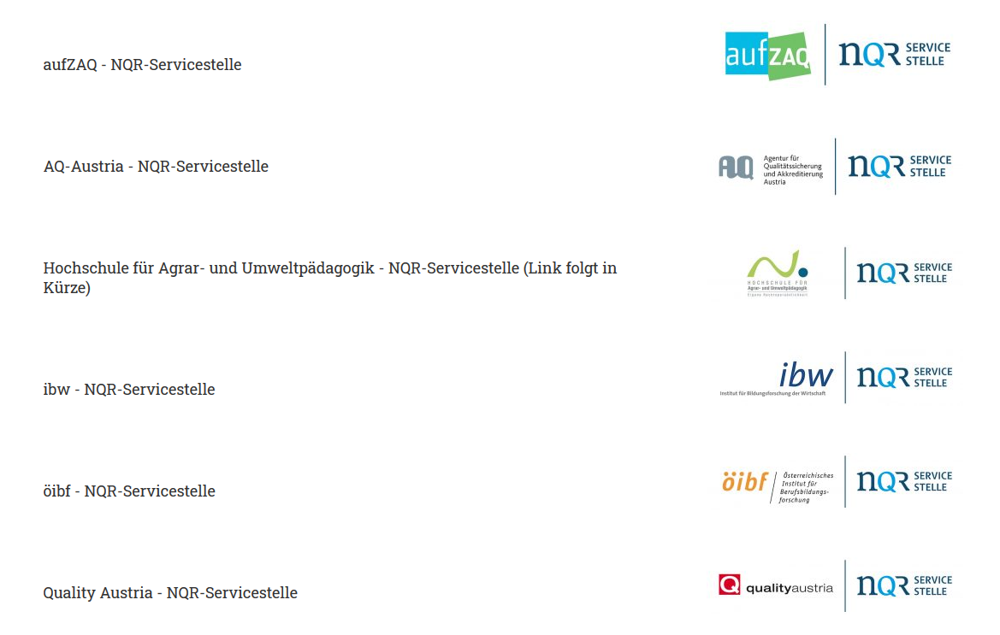 aufZAQ - NQR-Servicestelle
aufZAQ
nQR SERVICE
STELLE
AQ-Austria - NQR-Servicestelle
AQ
Agentur für
Qualitätssicherung
und Akkreditierung
Austria
nQR SERVICE
STELLE
Hochschule für Agrar- und Umweltpädagogik - NQR-Servicestelle (Link folgt in
Kürze)
HOCHSCHULE FÜR
Agrar- und Umweltpädagogik
Eigene Rechtspersönlichkeit
nQR SERVICE
STELLE
ibw - NQR-Servicestelle
ibw
Institut für Bildungsforschung der Wirtschaft
nQR SERVICE
STELLE
öibf - NQR-Servicestelle
öibf
Österreichisches
Institut für
Berufsbildungs-
forschung
nQR SERVICE
STELLE
Quality Austria - NQR-Servicestelle
Q qualityaustria
nQR SERVICE
STELLE